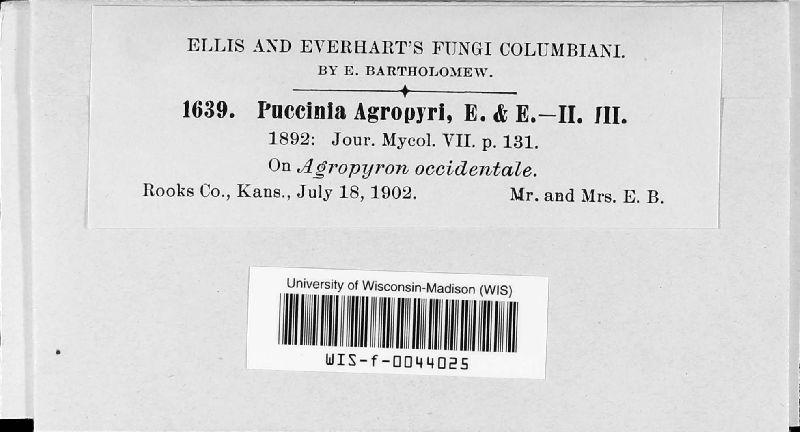 ELLIS AND EVERHART'S FUNGI COLUMBIANI.
BY E. BARTHOLOMEW.
1639. Puccinia Agropyri, E. & E.—II. III.
1892: Jour. Mycol. VII. p. 131.
On Agropyron occidentale.
Rooks Co., Kans., July 18, 1902. Mr. and Mrs. E. B.
University of Wisconsin-Madison (WIS)
WIS-f-0044025